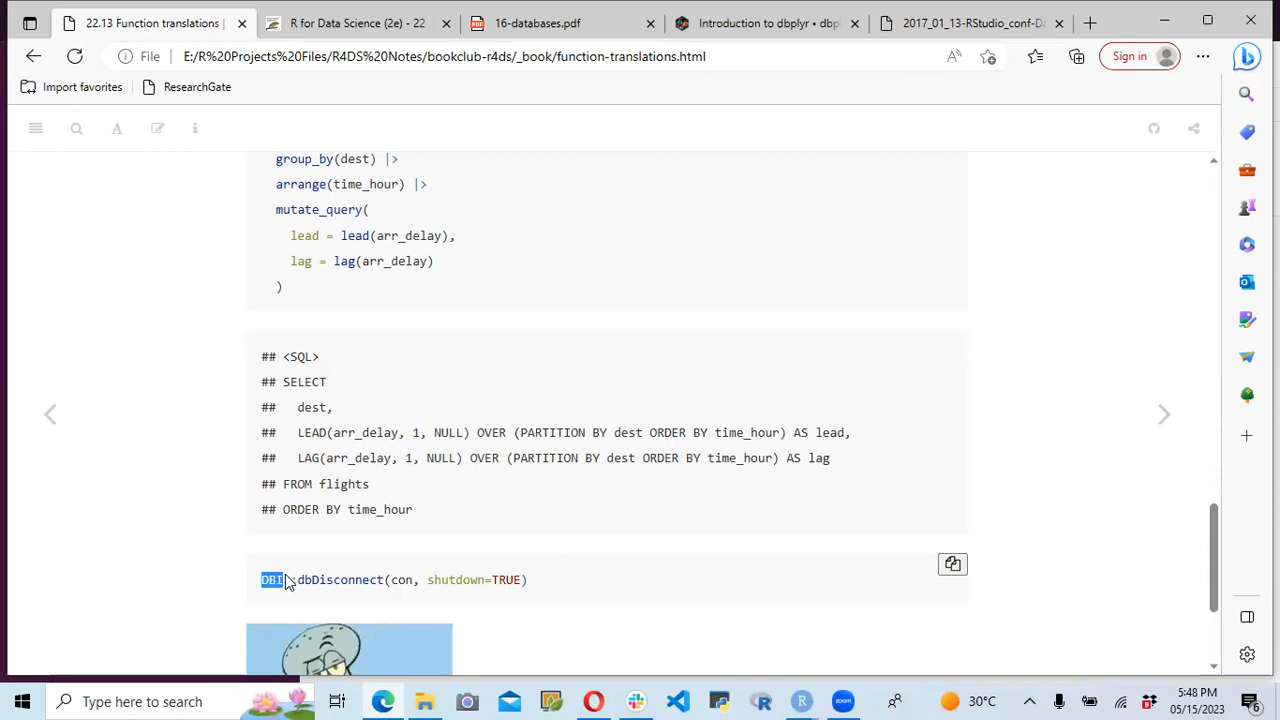 22.13 Function translations
R for Data Science (2e) - 22
16-databases.pdf
Introduction to dbplyr • dbp
2017_01_13-RStudio_conf-Da
File
E:/R%20Projects%20Files/R4DS%20Notes/bookclub-r4ds/_book/function-translations.html
Sign in
Import favorites
ResearchGate
group_by(dest) |>
arrange(time_hour) |>
mutate_query(
lead = lead(arr_delay),
lag = lag(arr_delay)
)
## <SQL>
## SELECT
## dest,
## LEAD(arr_delay, 1, NULL) OVER (PARTITION BY dest ORDER BY time_hour) AS lead,
## LAG(arr_delay, 1, NULL) OVER (PARTITION BY dest ORDER BY time_hour) AS lag
## FROM flights
## ORDER BY time_hour
DBI::dbDisconnect(con, shutdown=TRUE)
Type here to search
30°C
5:48 PM
05/15/2023
6